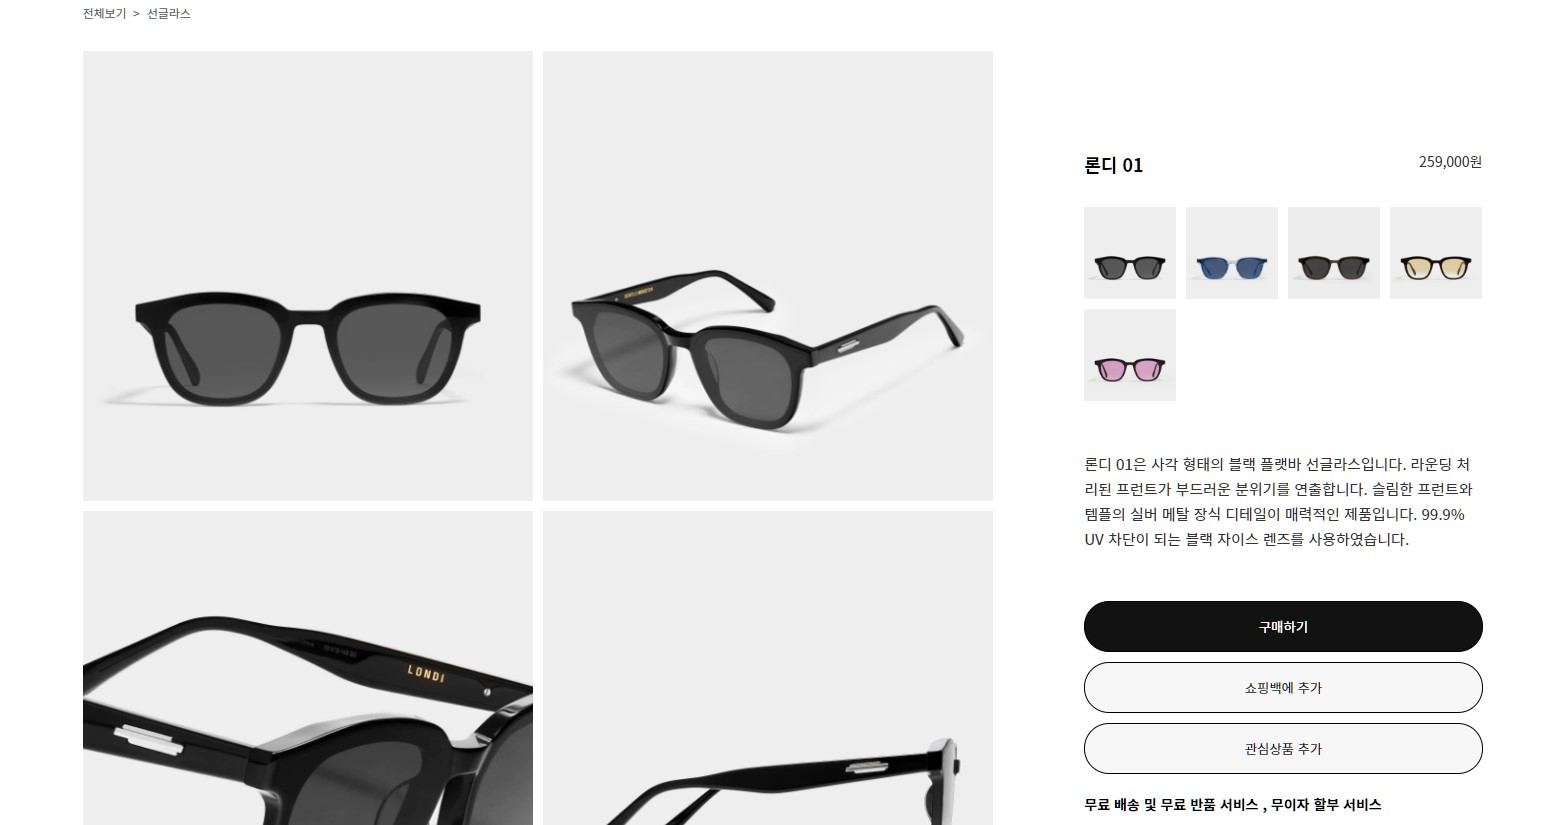 전체보기 > 선글라스
론디 01
259,000원
론디 01은 사각 형태의 블랙 플랫바 선글라스입니다. 라운딩 처
리된 프런트가 부드러운 분위기를 연출합니다. 슬림한 프런트와
템플의 실버 메탈 장식 디테일이 매력적인 제품입니다. 99.9%
UV 차단이 되는 블랙 자이스 렌즈를 사용하였습니다.
구매하기
쇼핑백에 추가
관심상품 추가
무료 배송 및 무료 반품 서비스 , 무이자 할부 서비스
LONDI